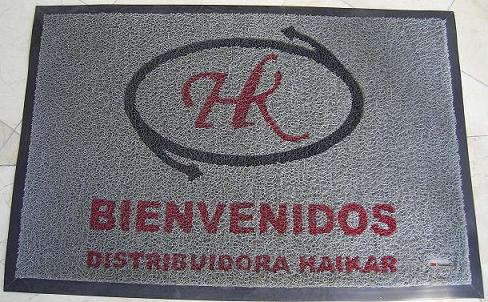 HK
BIENVENIDOS
DISTRIBUIDORA HAIKAR